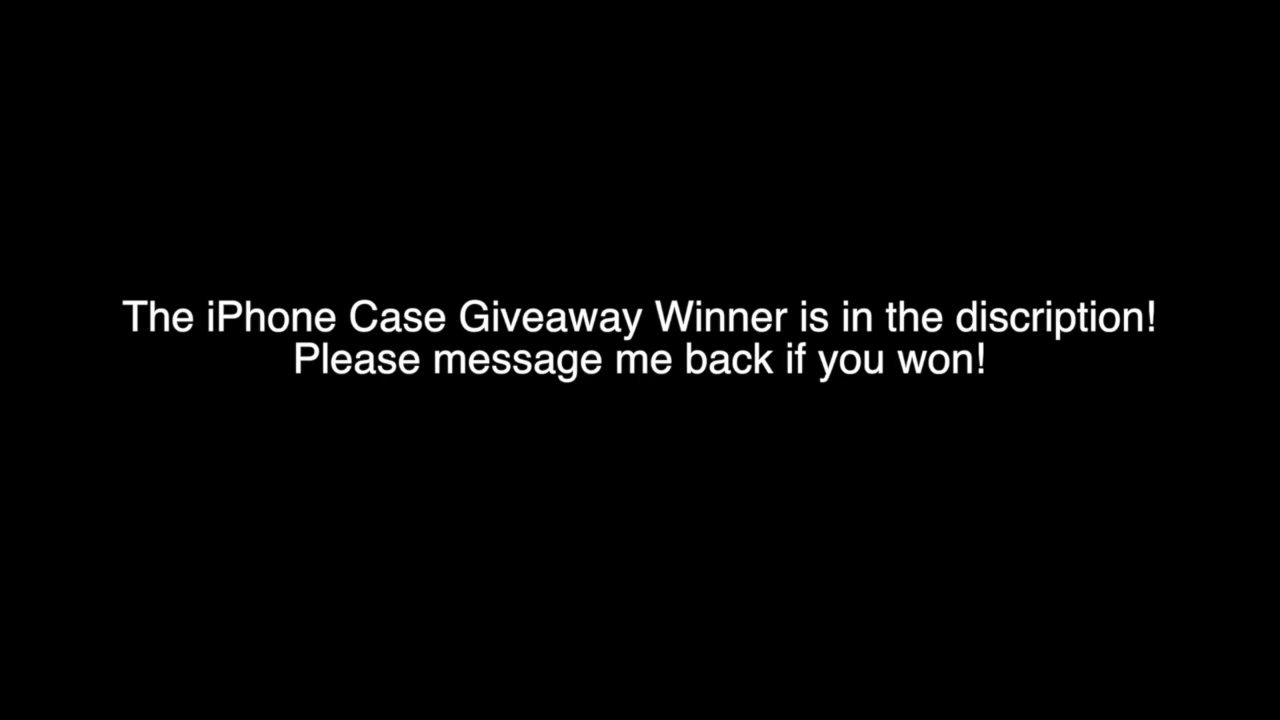 The iPhone Case Giveaway Winner is in the discription!
Please message me back if you won!